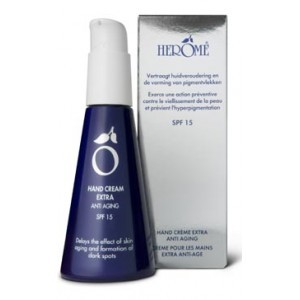 HERÔME
Vertraagt huidveroudering en
de vorming van pigmentvlekken
Exerce une action préventive
contre le vieillissement de la peau
et prévient l'hyperpigmentation
SPF 15
HAND CRÈME EXTRA
ANTI-AGING
CRÈME POUR LES MAINS
EXTRA ANTI-AGE
HAND CREAM
EXTRA
ANTI-AGING
SPF 15
Delays the effect of skin
aging and formation of
dark spots